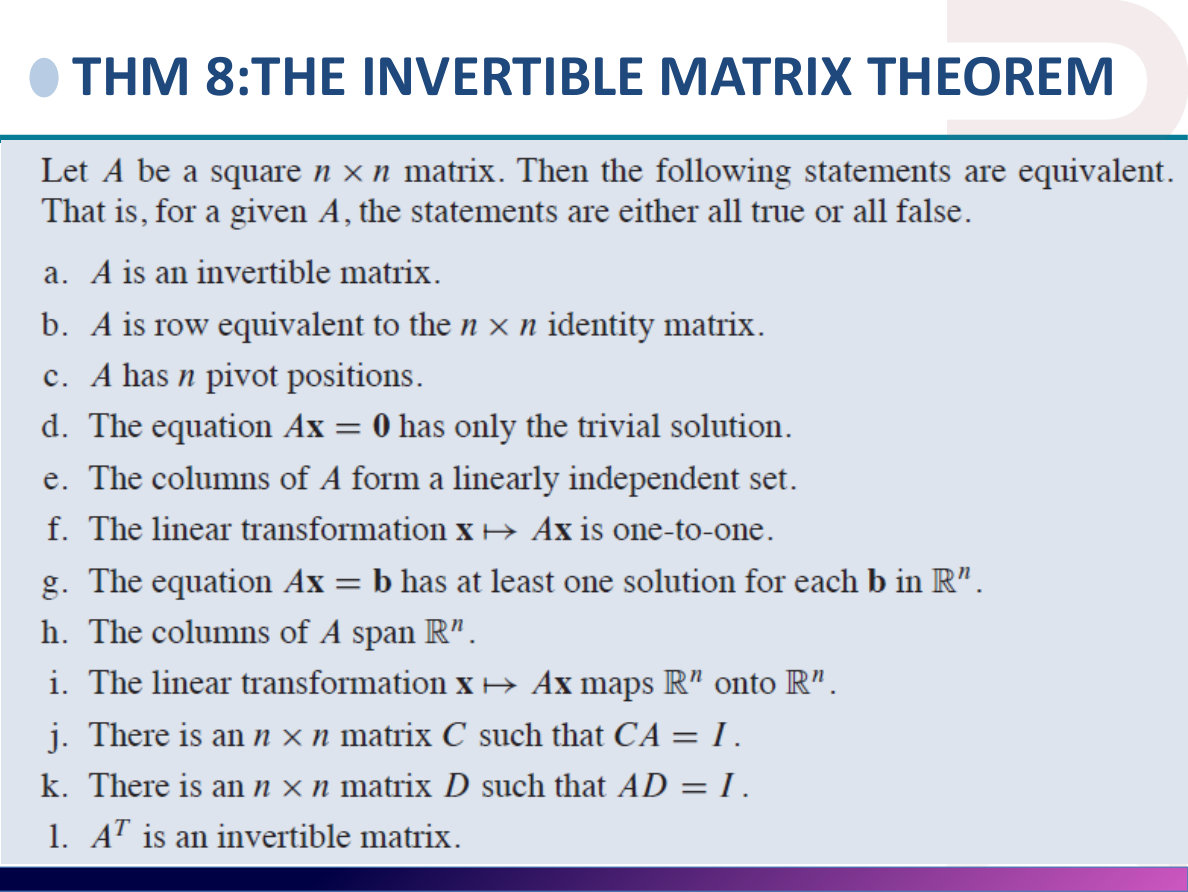 THM 8:THE INVERTIBLE MATRIX THEOREM
Let A be a square n × n matrix. Then the following statements are equivalent.
That is, for a given A, the statements are either all true or all false.
a. A is an invertible matrix.
b. A is row equivalent to the n × n identity matrix.
c. A has n pivot positions.
d. The equation Ax = 0 has only the trivial solution.
e. The columns of A form a linearly independent set.
f. The linear transformation x ↦ Ax is one-to-one.
g. The equation Ax = b has at least one solution for each b in ℝⁿ.
h. The columns of A span ℝⁿ.
i. The linear transformation x ↦ Ax maps ℝⁿ onto ℝⁿ.
j. There is an n × n matrix C such that CA = I.
k. There is an n × n matrix D such that AD = I.
l. Aᵀ is an invertible matrix.